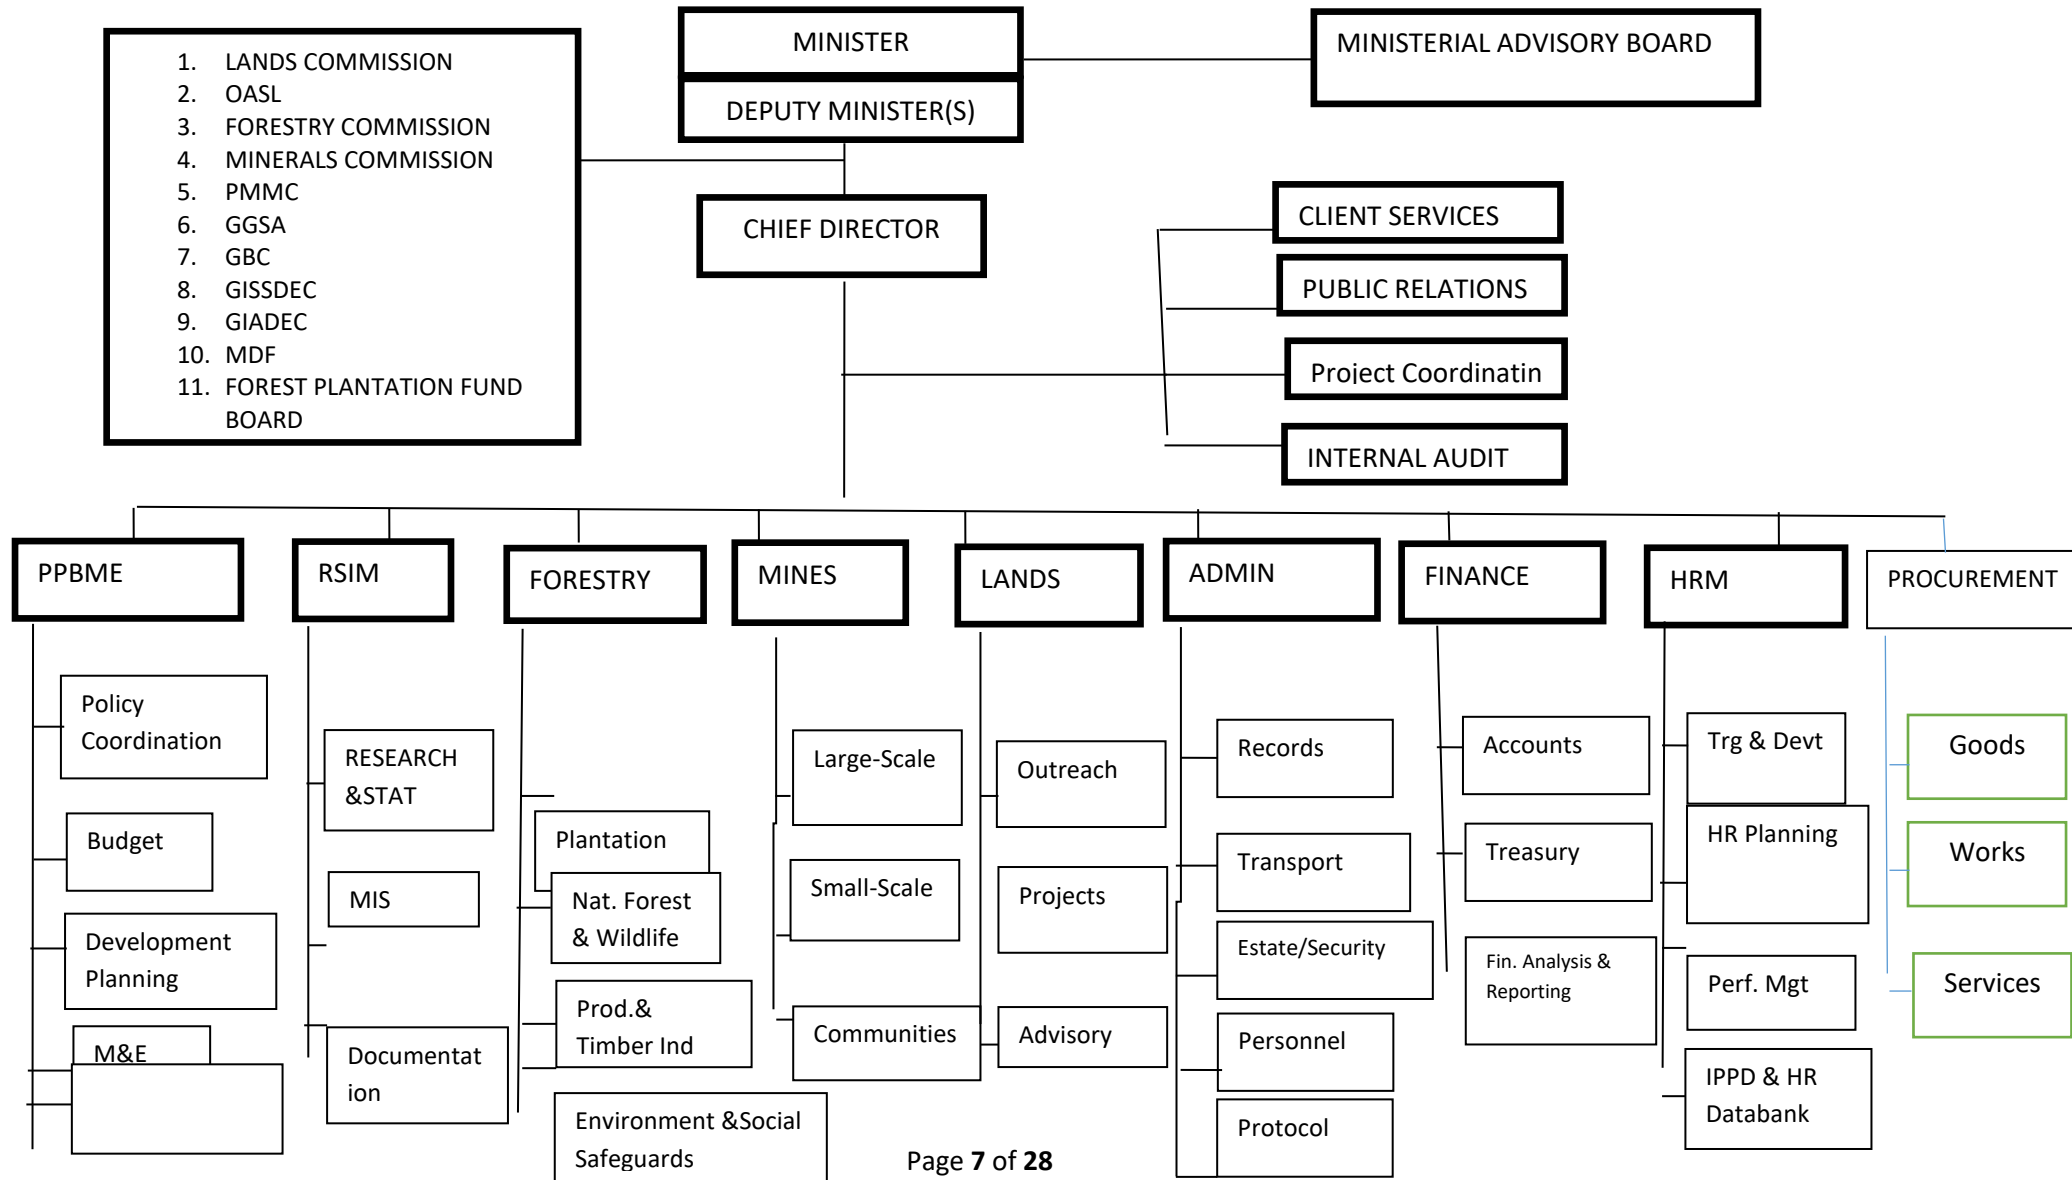 MINISTER
MINISTERIAL ADVISORY BOARD
DEPUTY MINISTER(S)
1. LANDS COMMISSION
2. OASL
3. FORESTRY COMMISSION
4. MINERALS COMMISSION
5. PMMC
6. GGSA
7. GBC
8. GISSDEC
9. GIADEC
10. MDF
11. FOREST PLANTATION FUND
BOARD
CHIEF DIRECTOR
CLIENT SERVICES
PUBLIC RELATIONS
Project Coordinatin
INTERNAL AUDIT
PPBME
RSIM
FORESTRY
MINES
LANDS
ADMIN
FINANCE
HRM
PROCUREMENT
Policy
Coordination
Budget
Development
Planning
M&E
RESEARCH
&STAT
MIS
Documentat
ion
Plantation
Nat. Forest
& Wildlife
Prod.&
Timber Ind
Environment &Social
Safeguards
Large-Scale
Small-Scale
Communities
Outreach
Projects
Advisory
Records
Transport
Estate/Security
Personnel
Protocol
Accounts
Treasury
Fin. Analysis &
Reporting
Trg & Devt
HR Planning
Perf. Mgt
IPPD & HR
Databank
Goods
Works
Services
Page 7 of 28